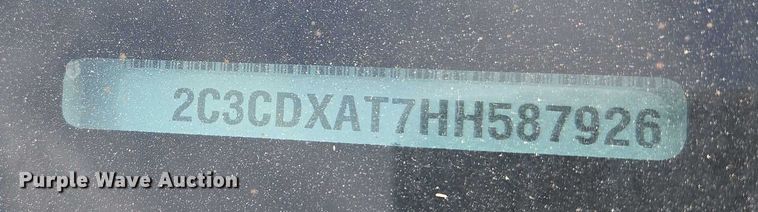 2C3CDXAT7HH587926
Purple Wave Auction